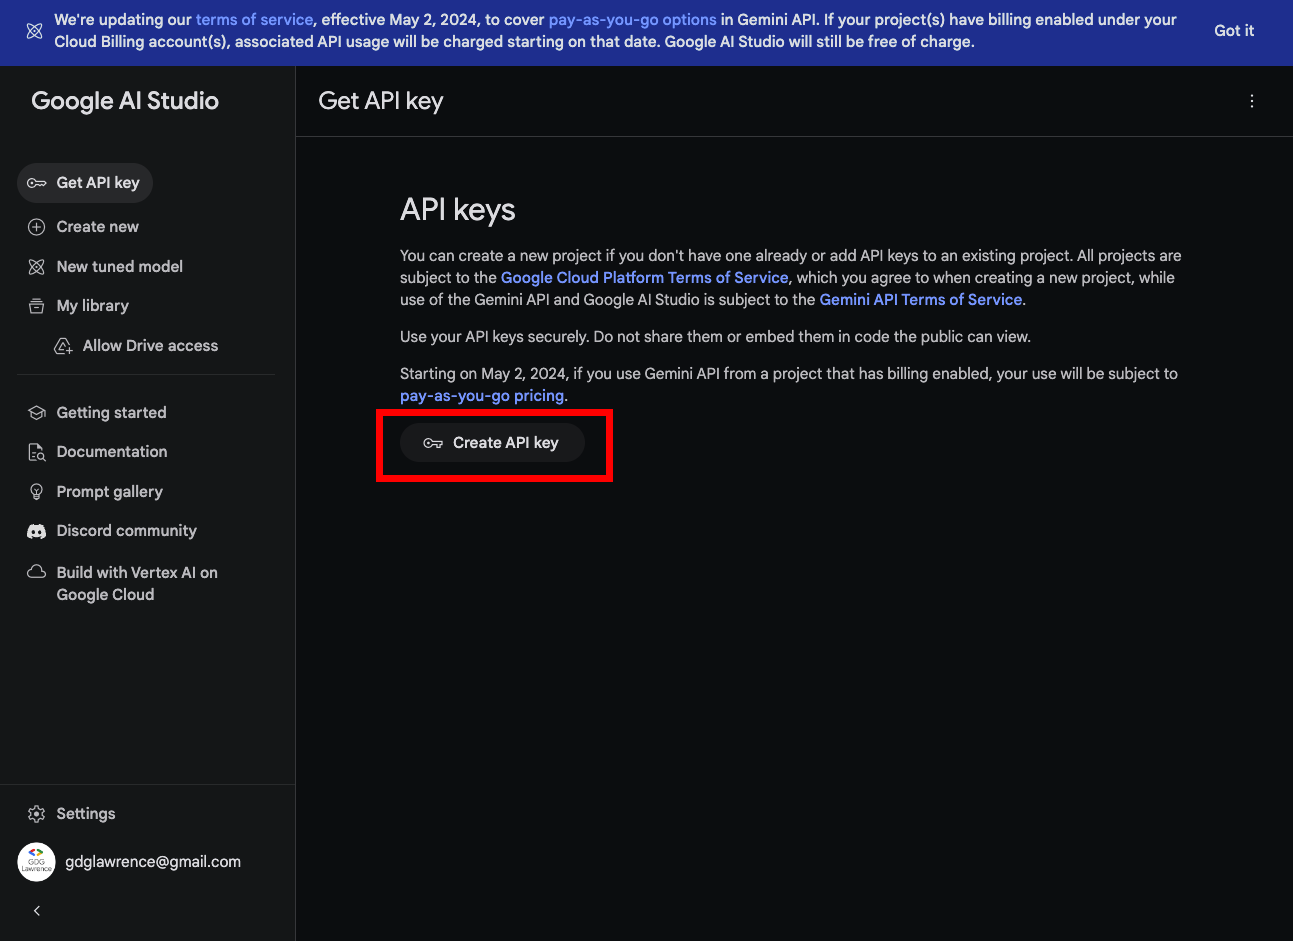 We're updating our terms of service, effective May 2, 2024, to cover pay-as-you-go options in Gemini API. If your project(s) have billing enabled under your
Cloud Billing account(s), associated API usage will be charged starting on that date. Google AI Studio will still be free of charge.
Got it
Google AI Studio
Get API key
Create new
New tuned model
My library
Allow Drive access
Getting started
Documentation
Prompt gallery
Discord community
Build with Vertex AI on
Google Cloud
Settings
GDG
Lawrence
gdglawrence@gmail.com
Get API key
API keys
You can create a new project if you don't have one already or add API keys to an existing project. All projects are
subject to the Google Cloud Platform Terms of Service, which you agree to when creating a new project, while
use of the Gemini API and Google AI Studio is subject to the Gemini API Terms of Service.
Use your API keys securely. Do not share them or embed them in code the public can view.
Starting on May 2, 2024, if you use Gemini API from a project that has billing enabled, your use will be subject to
pay-as-you-go pricing.
Create API key